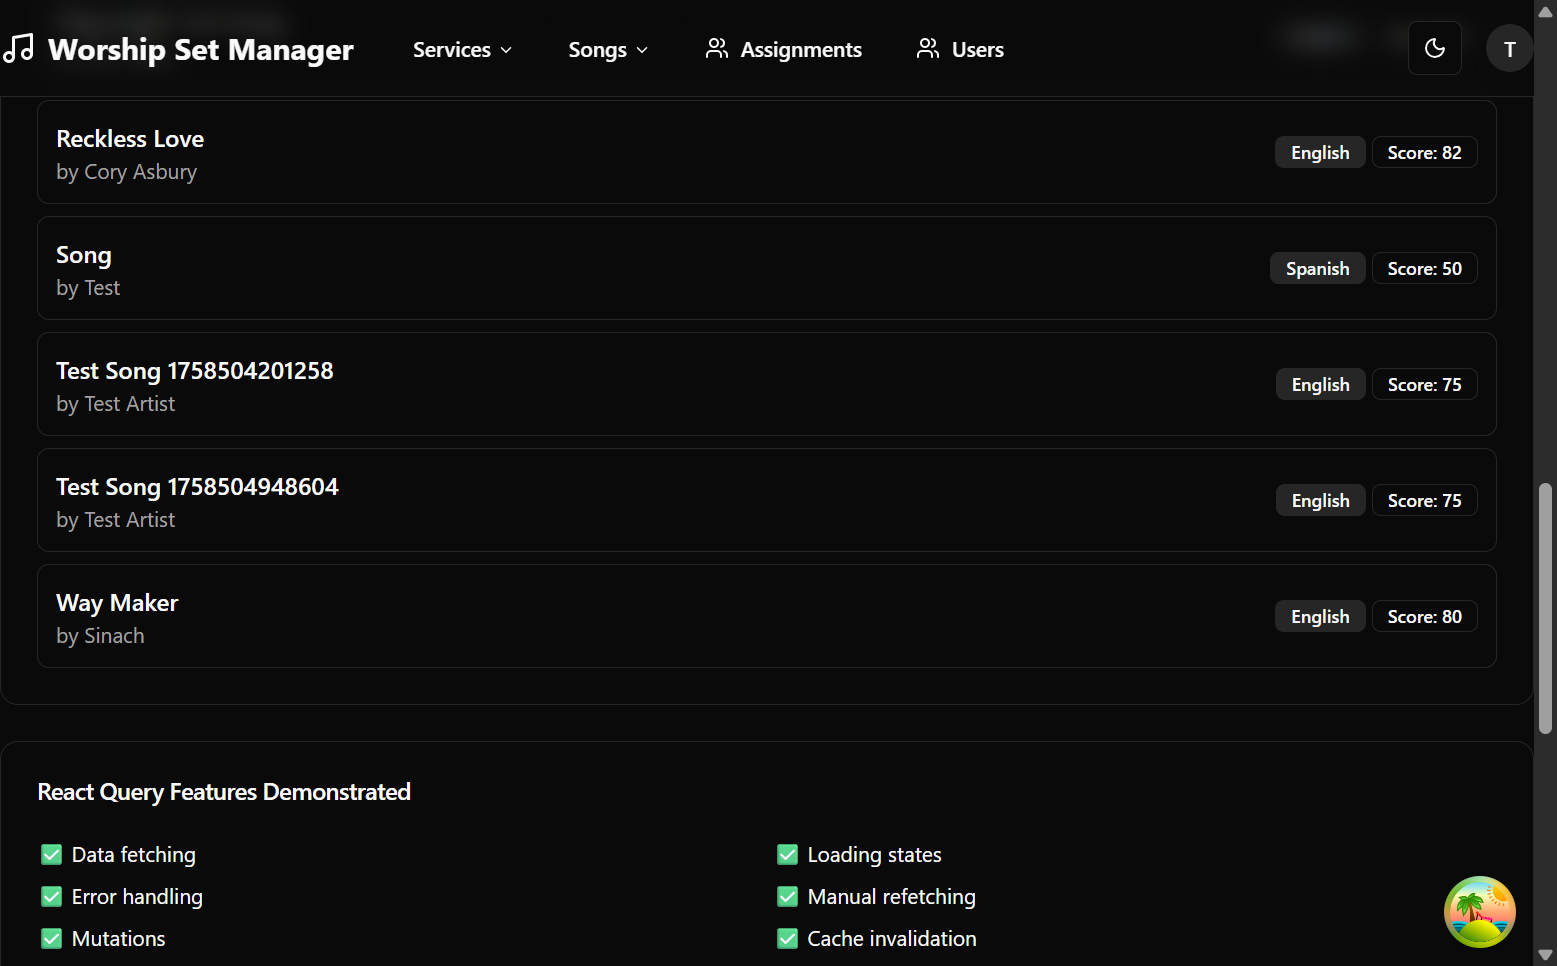 Worship Set Manager
Services
Songs
Assignments
Users
T
Reckless Love
by Cory Asbury
English
Score: 82
Song
by Test
Spanish
Score: 50
Test Song 1758504201258
by Test Artist
English
Score: 75
Test Song 1758504948604
by Test Artist
English
Score: 75
Way Maker
by Sinach
English
Score: 80
React Query Features Demonstrated
Data fetching
Loading states
Error handling
Manual refetching
Mutations
Cache invalidation